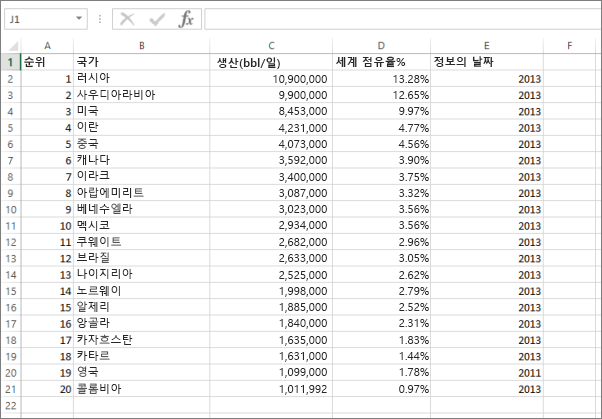 J1 fx
A B C D E F
1 순위 국가 생산(bbl/일) 세계 점유율% 정보의 날짜
2 1 러시아 10,900,000 13.28% 2013
3 2 사우디아라비아 9,900,000 12.65% 2013
4 3 미국 8,453,000 9.97% 2013
5 4 이란 4,231,000 4.77% 2013
6 5 중국 4,073,000 4.56% 2013
7 6 캐나다 3,592,000 3.90% 2013
8 7 이라크 3,400,000 3.75% 2013
9 8 아랍에미리트 3,087,000 3.32% 2013
10 9 베네수엘라 3,023,000 3.56% 2013
11 10 멕시코 2,934,000 3.56% 2013
12 11 쿠웨이트 2,682,000 2.96% 2013
13 12 브라질 2,633,000 3.05% 2013
14 13 나이지리아 2,525,000 2.62% 2013
15 14 노르웨이 1,998,000 2.79% 2013
16 15 알제리 1,885,000 2.52% 2013
17 16 앙골라 1,840,000 2.31% 2013
18 17 카자흐스탄 1,635,000 1.83% 2013
19 18 카타르 1,631,000 1.44% 2013
20 19 영국 1,099,000 1.78% 2011
21 20 콜롬비아 1,011,992 0.97% 2013
22